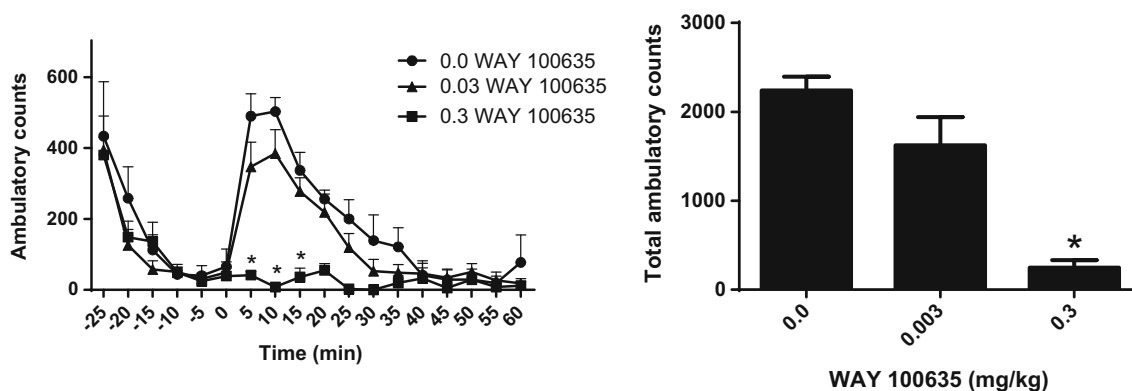 Ambulatory counts
600
400
200
0
0.0 WAY 100635
0.03 WAY 100635
0.3 WAY 100635
* * *
-25 -20 -15 -10 -5 0 5 10 15 20 25 30 35 40 45 50 55 60
Time (min)
Total ambulatory counts
3000
2000
1000
0
*
0.0 0.003 0.3
WAY 100635 (mg/kg)